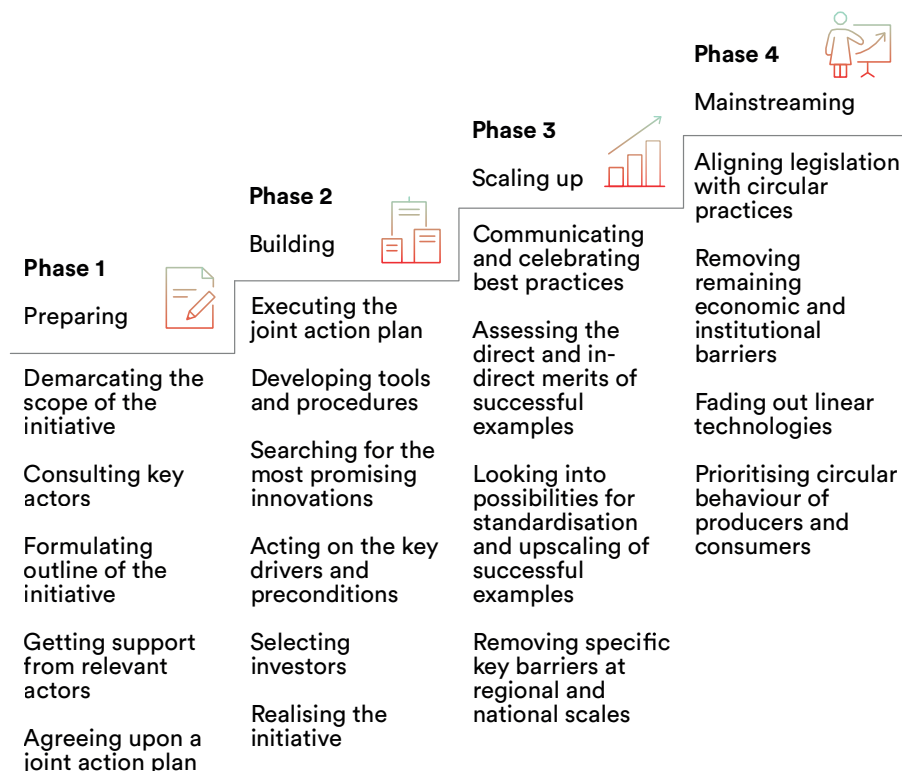 Phase 1
Preparing
Demarcating the
scope of the
initiative
Consulting key
actors
Formulating
outline of the
initiative
Getting support
from relevant
actors
Agreeing upon a
joint action plan
Phase 2
Building
Executing the
joint action plan
Developing tools
and procedures
Searching for the
most promising
innovations
Acting on the key
drivers and
preconditions
Selecting
investors
Realising the
initiative
Phase 3
Scaling up
Communicating
and celebrating
best practices
Assessing the
direct and in-
direct merits of
successful
examples
Looking into
possibilities for
standardisation
and upscaling of
successful
examples
Removing specific
key barriers at
regional and
national scales
Phase 4
Mainstreaming
Aligning legislation
with circular
practices
Removing
remaining
economic and
institutional
barriers
Fading out linear
technologies
Prioritising circular
behaviour of
producers and
consumers